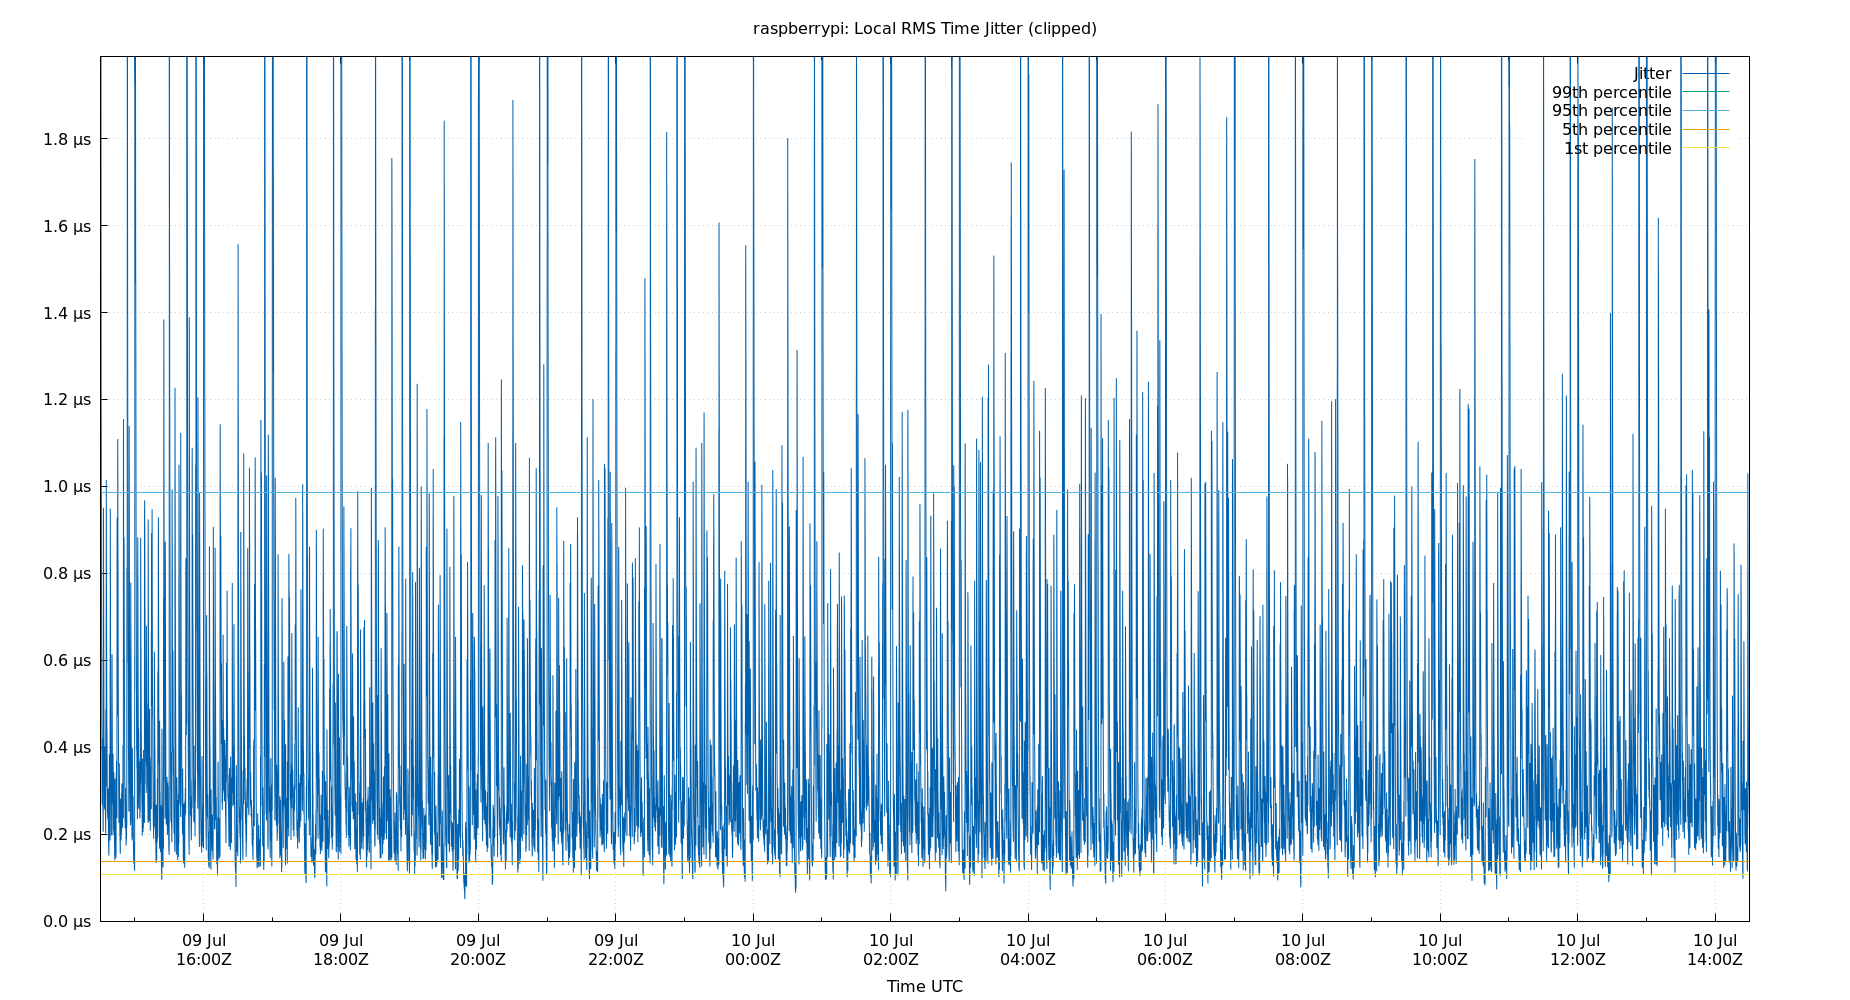 raspberrypi: Local RMS Time Jitter (clipped)
Jitter
99th percentile
95th percentile
5th percentile
1st percentile
1.8 µs
1.6 µs
1.4 µs
1.2 µs
1.0 µs
0.8 µs
0.6 µs
0.4 µs
0.2 µs
0.0 µs
09 Jul 09 Jul 09 Jul 09 Jul 10 Jul 10 Jul 10 Jul 10 Jul 10 Jul 10 Jul 10 Jul 10 Jul
16:00Z 18:00Z 20:00Z 22:00Z 00:00Z 02:00Z 04:00Z 06:00Z 08:00Z 10:00Z 12:00Z 14:00Z
Time UTC